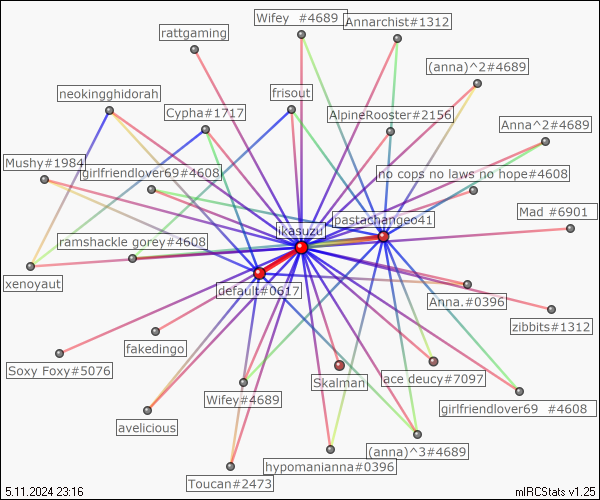 Wifey  #4689
Annarchist#1312
rattgaming
(anna)^2#4689
neokingghidorah
frisout
Cypha#1717
AlpineRooster#2156
Anna^2#4689
Mushy#1984
girlfriendlover69#4608
no cops no laws no hope#4608
Mad #6901
pastachangeo41
ikasuzu
ramshackle gorey#4608
xenoyaut
default#0617
Anna.#0396
zibbits#1312
fakedingo
Soxy Foxy#5076
Skalman
ace deucy#7097
Wifey#4689
girlfriendlover69  #4608
avelicious
(anna)^3#4689
hypomanianna#0396
Toucan#2473
5.11.2024 23:16
mIRCStats v1.25